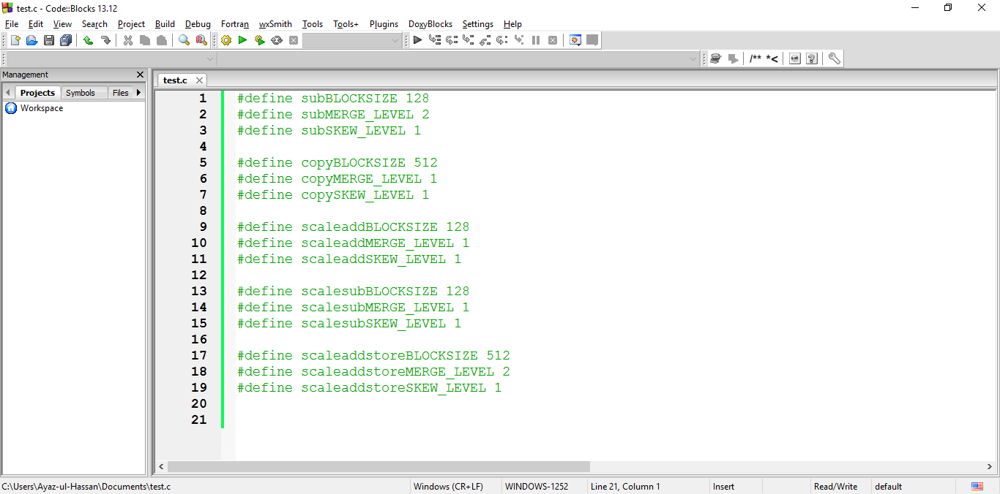 test.c - Code::Blocks 13.12
File Edit View Search Project Build Debug Fortran wxSmith Tools Tools+ Plugins DoxyBlocks Settings Help
/** *<
Management
test.c
Projects Symbols Files
Workspace
1 #define subBLOCKSIZE 128
2 #define subMERGE_LEVEL 2
3 #define subSKEW_LEVEL 1
4
5 #define copyBLOCKSIZE 512
6 #define copyMERGE_LEVEL 1
7 #define copySKEW_LEVEL 1
8
9 #define scaleaddBLOCKSIZE 128
10 #define scaleaddMERGE_LEVEL 1
11 #define scaleaddSKEW_LEVEL 1
12
13 #define scalesubBLOCKSIZE 128
14 #define scalesubMERGE_LEVEL 1
15 #define scalesubSKEW_LEVEL 1
16
17 #define scaleaddstoreBLOCKSIZE 512
18 #define scaleaddstoreMERGE_LEVEL 2
19 #define scaleaddstoreSKEW_LEVEL 1
20
21
C:\Users\Ayaz-ul-Hassan\Documents\test.c Windows (CR+LF) WINDOWS-1252 Line 21, Column 1 Insert Read/Write default